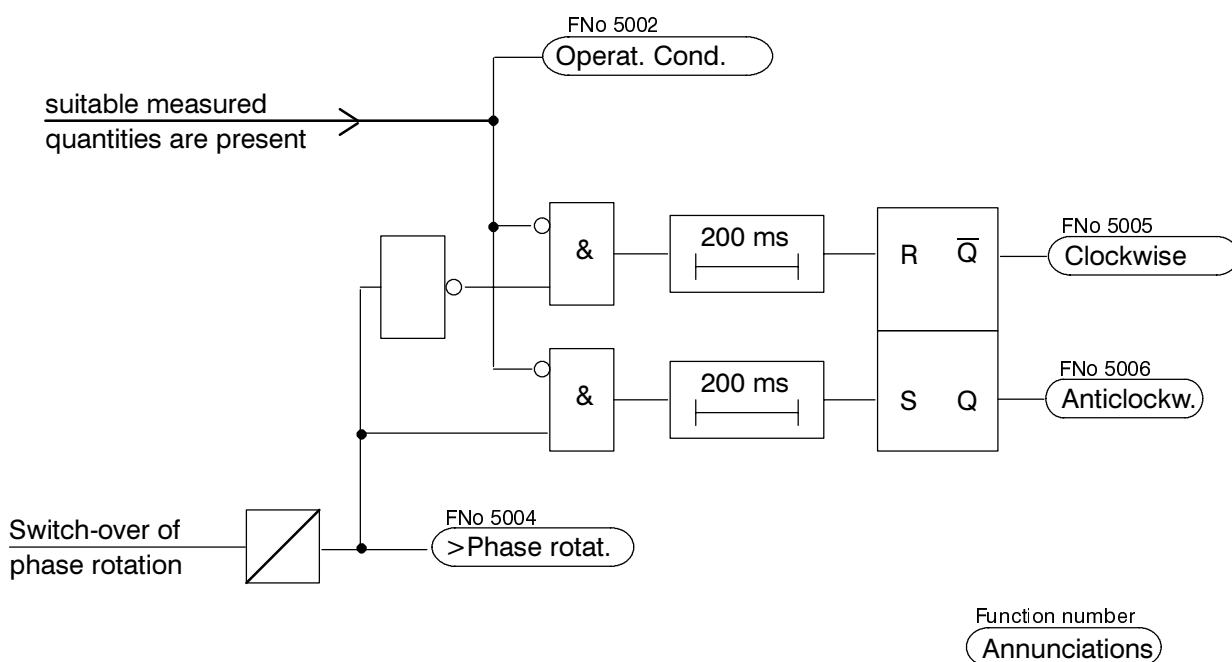 FNo 5002
Operat. Cond.
suitable measured
quantities are present
&
200 ms
R Q̅
FNo 5005
Clockwise
&
200 ms
S Q
FNo 5006
Anticlockw.
Switch-over of
phase rotation
FNo 5004
>Phase rotat.
Function number
Annunciations